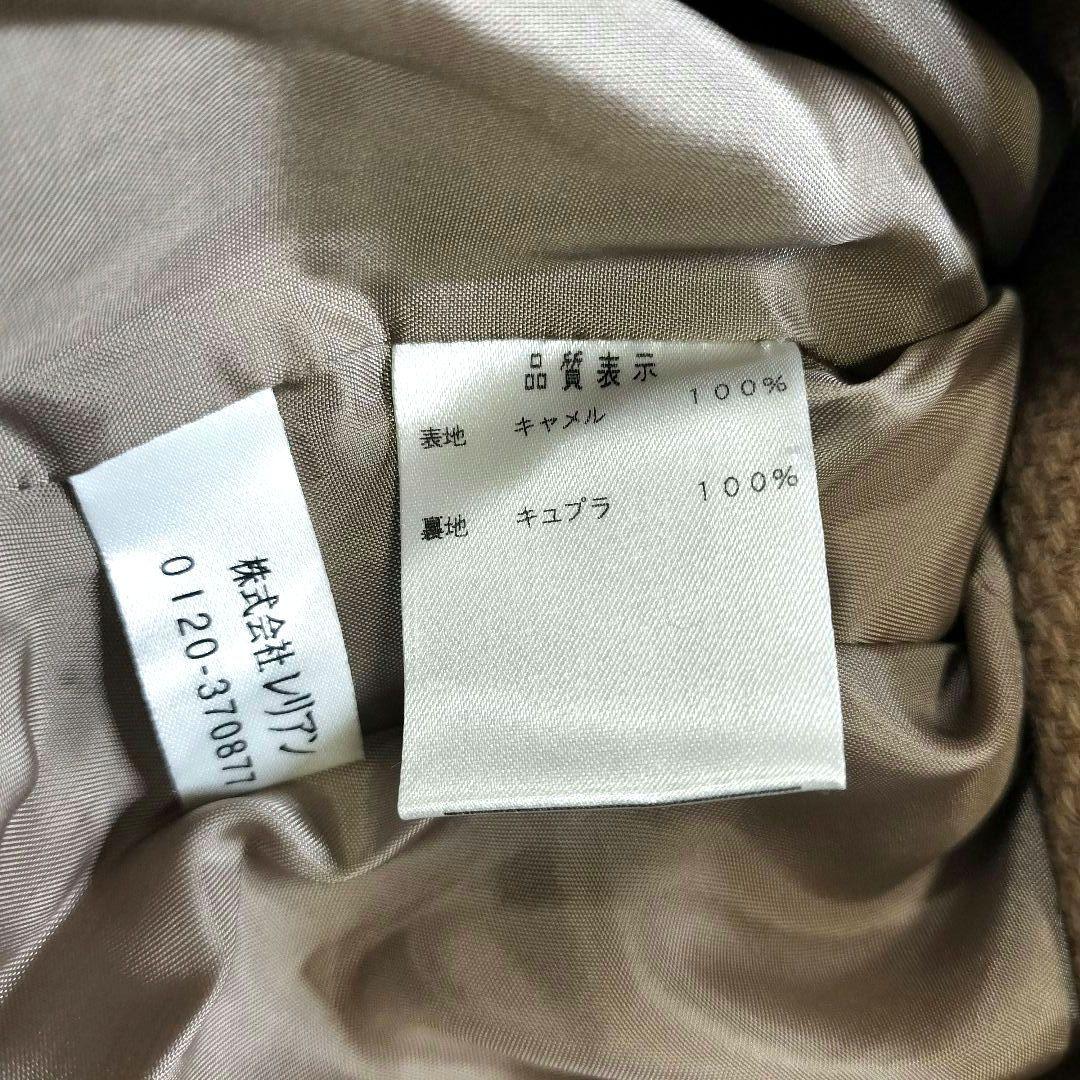 品質表示
表地 キャメル 100%
裏地 キュプラ 100%
株式会社レリアン
0120-370877